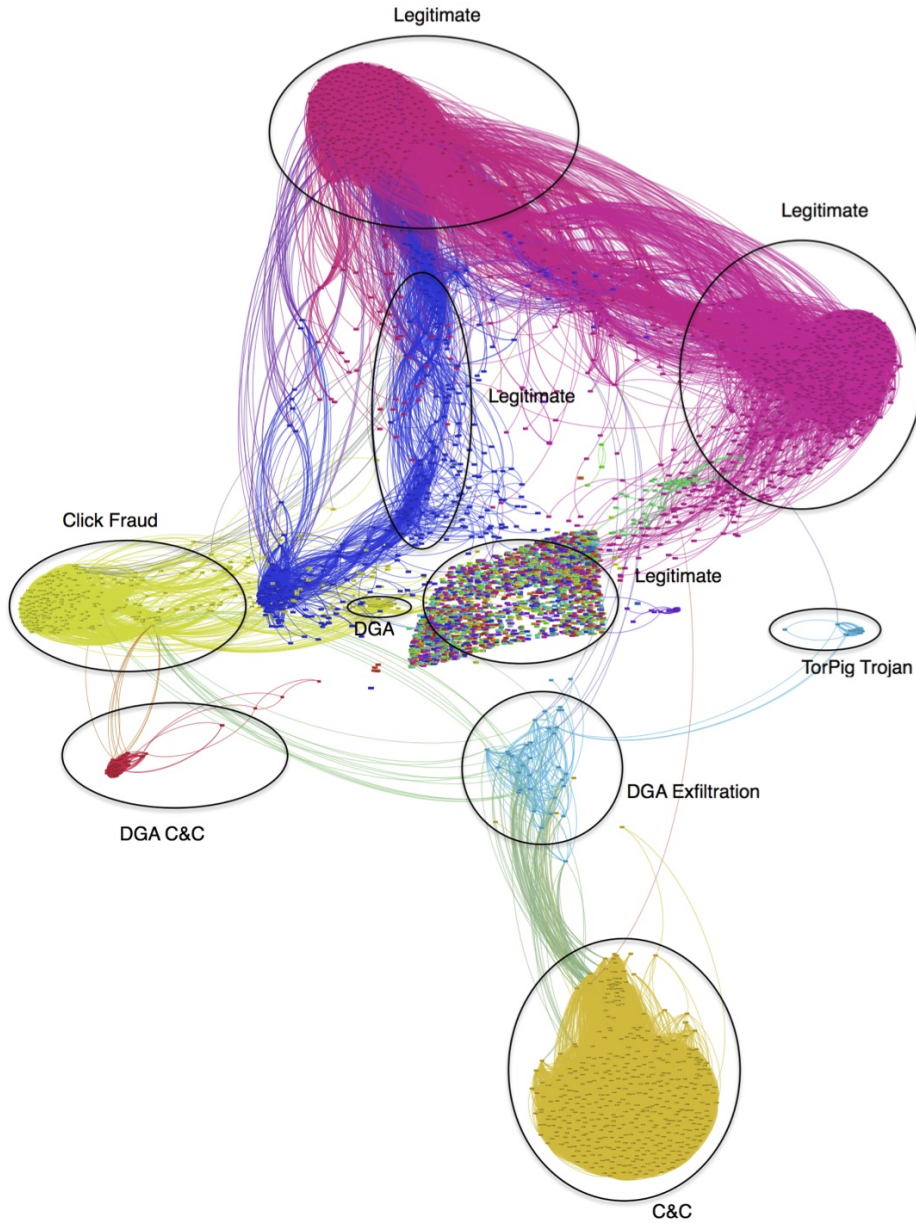 Legitimate
Legitimate
Legitimate
Click Fraud
Legitimate
DGA
TorPig Trojan
DGA Exfiltration
DGA C&C
C&C